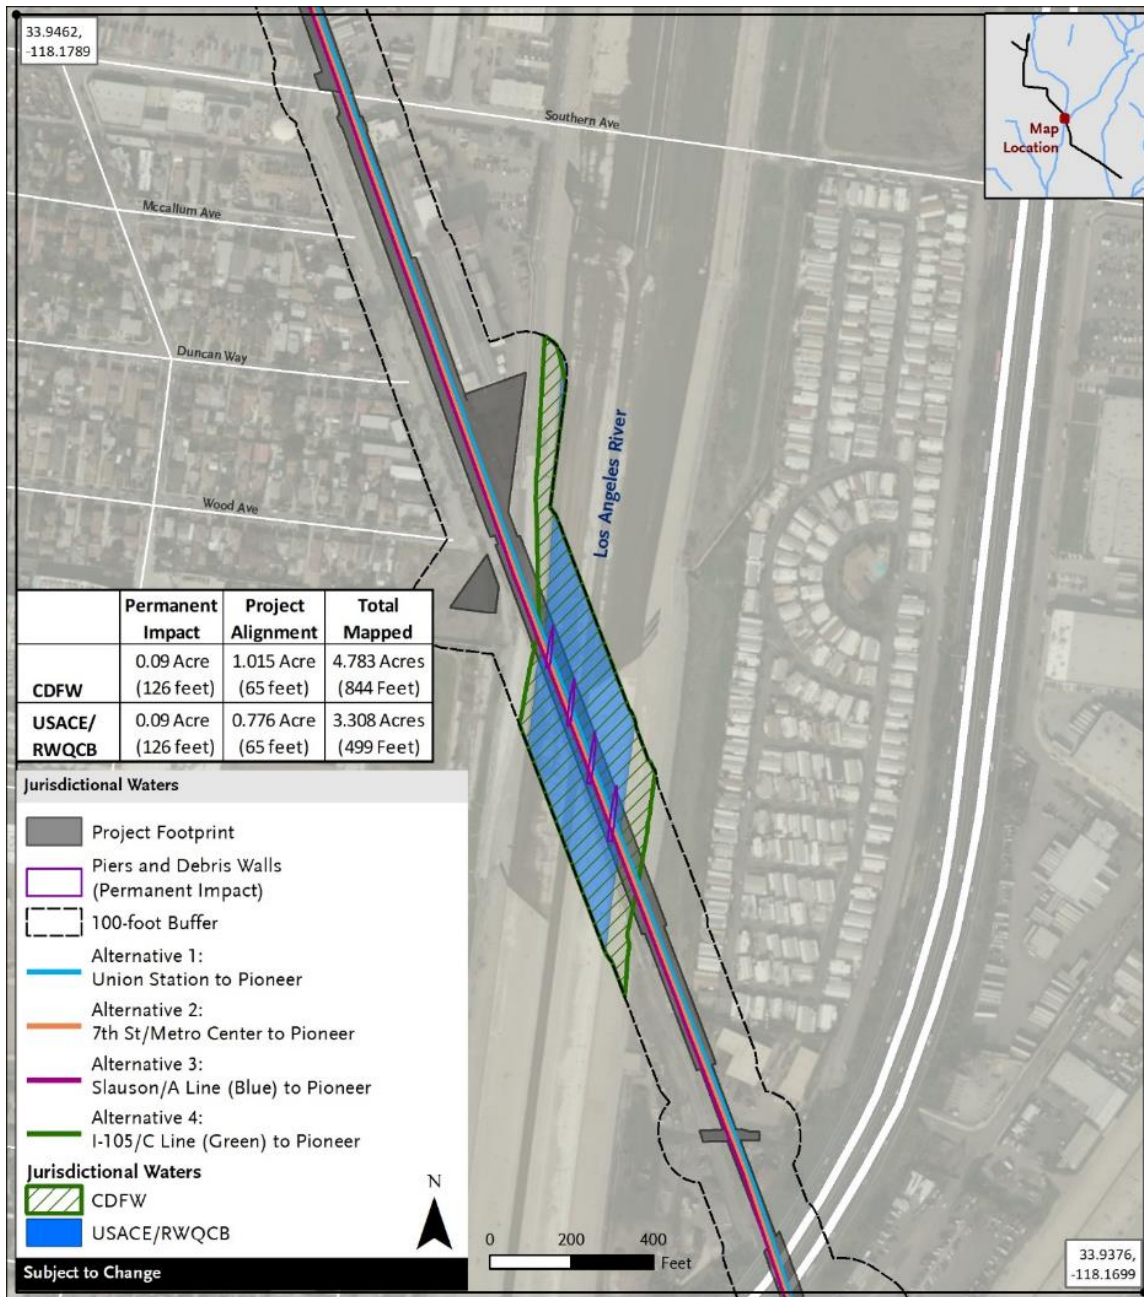 33.9462,
-118.1789
Southern Ave
Map
Location
Mccallum Ave
Duncan Way
Los Angeles River
Wood Ave
Permanent Impact Project Alignment Total Mapped
CDFW 0.09 Acre (126 feet) 1.015 Acre (65 feet) 4.783 Acres (844 Feet)
USACE/ RWQCB 0.09 Acre (126 feet) 0.776 Acre (65 feet) 3.308 Acres (499 Feet)
Jurisdictional Waters
Project Footprint
Piers and Debris Walls
(Permanent Impact)
100-foot Buffer
Alternative 1:
Union Station to Pioneer
Alternative 2:
7th St/Metro Center to Pioneer
Alternative 3:
Slauson/A Line (Blue) to Pioneer
Alternative 4:
I-105/C Line (Green) to Pioneer
Jurisdictional Waters
CDFW
USACE/RWQCB
N
0 200 400
Feet
Subject to Change
33.9376,
-118.1699